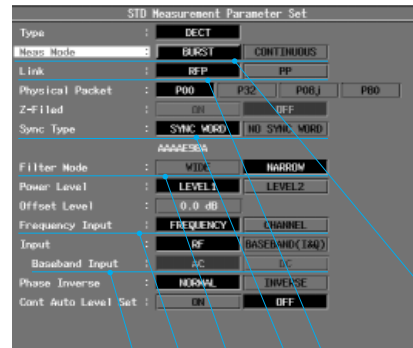 STD Measurement Parameter Set
Type : DECT
Meas Mode : BURST CONTINUOUS
Link : RFP PP
Physical Packet : P00 P32 P08j P80
Z-Filed : ON OFF
Sync Type : SYNC WORD NO SYNC WORD
AAAAE98A
Filter Mode : WIDE NARROW
Power Level : LEVEL1 LEVEL2
Offset Level : 0.0 dB
Frequency Input : FREQUENCY CHANNEL
Input : RF BASEBAND(I&Q)
Baseband Input : AC DC
Phase Inverse : NORMAL INVERSE
Cont Auto Level Set : ON OFF